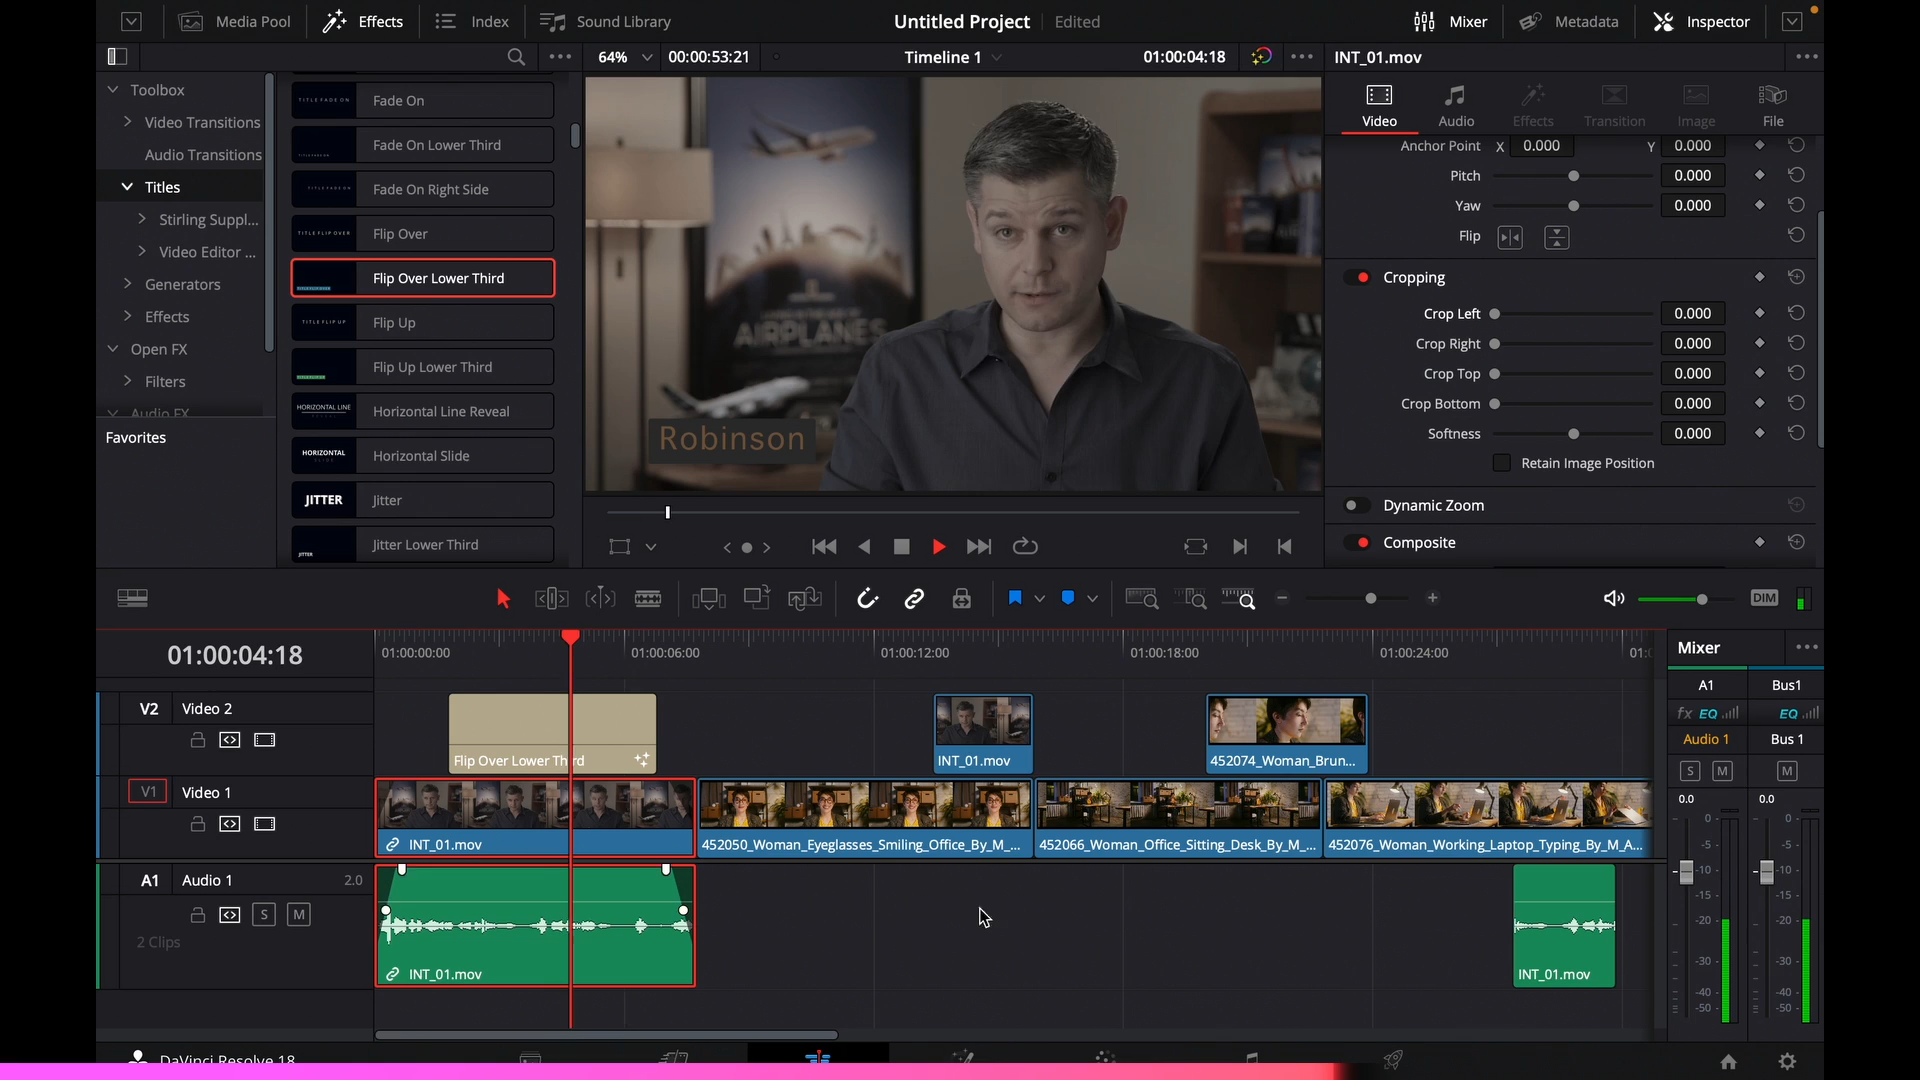 Media Pool
Effects
Index
Sound Library
Untitled Project
Edited
Mixer
Metadata
Inspector
64%
00:00:53:21
Timeline 1
01:00:04:18
INT_01.mov
Toolbox
Video Transitions
Audio Transitions
Titles
Stirling Suppl...
Video Editor ...
Generators
Effects
Open FX
Filters
Audio FX
Favorites
TITLE FADE ON
Fade On
Fade On Lower Third
Fade On Right Side
TITLE FLIP OVER
Flip Over
Flip Over Lower Third
TITLE FLIP UP
Flip Up
Flip Up Lower Third
HORIZONTAL LINE
Horizontal Line Reveal
HORIZONTAL
Horizontal Slide
JITTER
Jitter
JITTER
Jitter Lower Third
AIRPLANES
Robinson
Video
Audio
Effects
Transition
Image
File
Anchor Point X 0.000 Y 0.000
Pitch 0.000
Yaw 0.000
Flip
Cropping
Crop Left 0.000
Crop Right 0.000
Crop Top 0.000
Crop Bottom 0.000
Softness 0.000
Retain Image Position
Dynamic Zoom
Composite
DIM
01:00:04:18
01:00:00:00
01:00:06:00
01:00:12:00
01:00:18:00
01:00:24:00
V2 Video 2
Flip Over Lower Third
INT_01.mov
452074_Woman_Brun...
V1 Video 1
INT_01.mov
452050_Woman_Eyeglasses_Smiling_Office_By_M_...
452066_Woman_Office_Sitting_Desk_By_M_...
452076_Woman_Working_Laptop_Typing_By_M_A...
A1 Audio 1 2.0
S M
2 Clips
INT_01.mov
INT_01.mov
Mixer
A1 Bus1
fx EQ EQ
Audio 1 Bus 1
S M M
0.0 0.0
0- 0-
-5- -5-
-10- -10-
-15- -15-
-20- -20-
-30- -30-
-40- -40-
-50- -50-
DaVinci Resolve 18